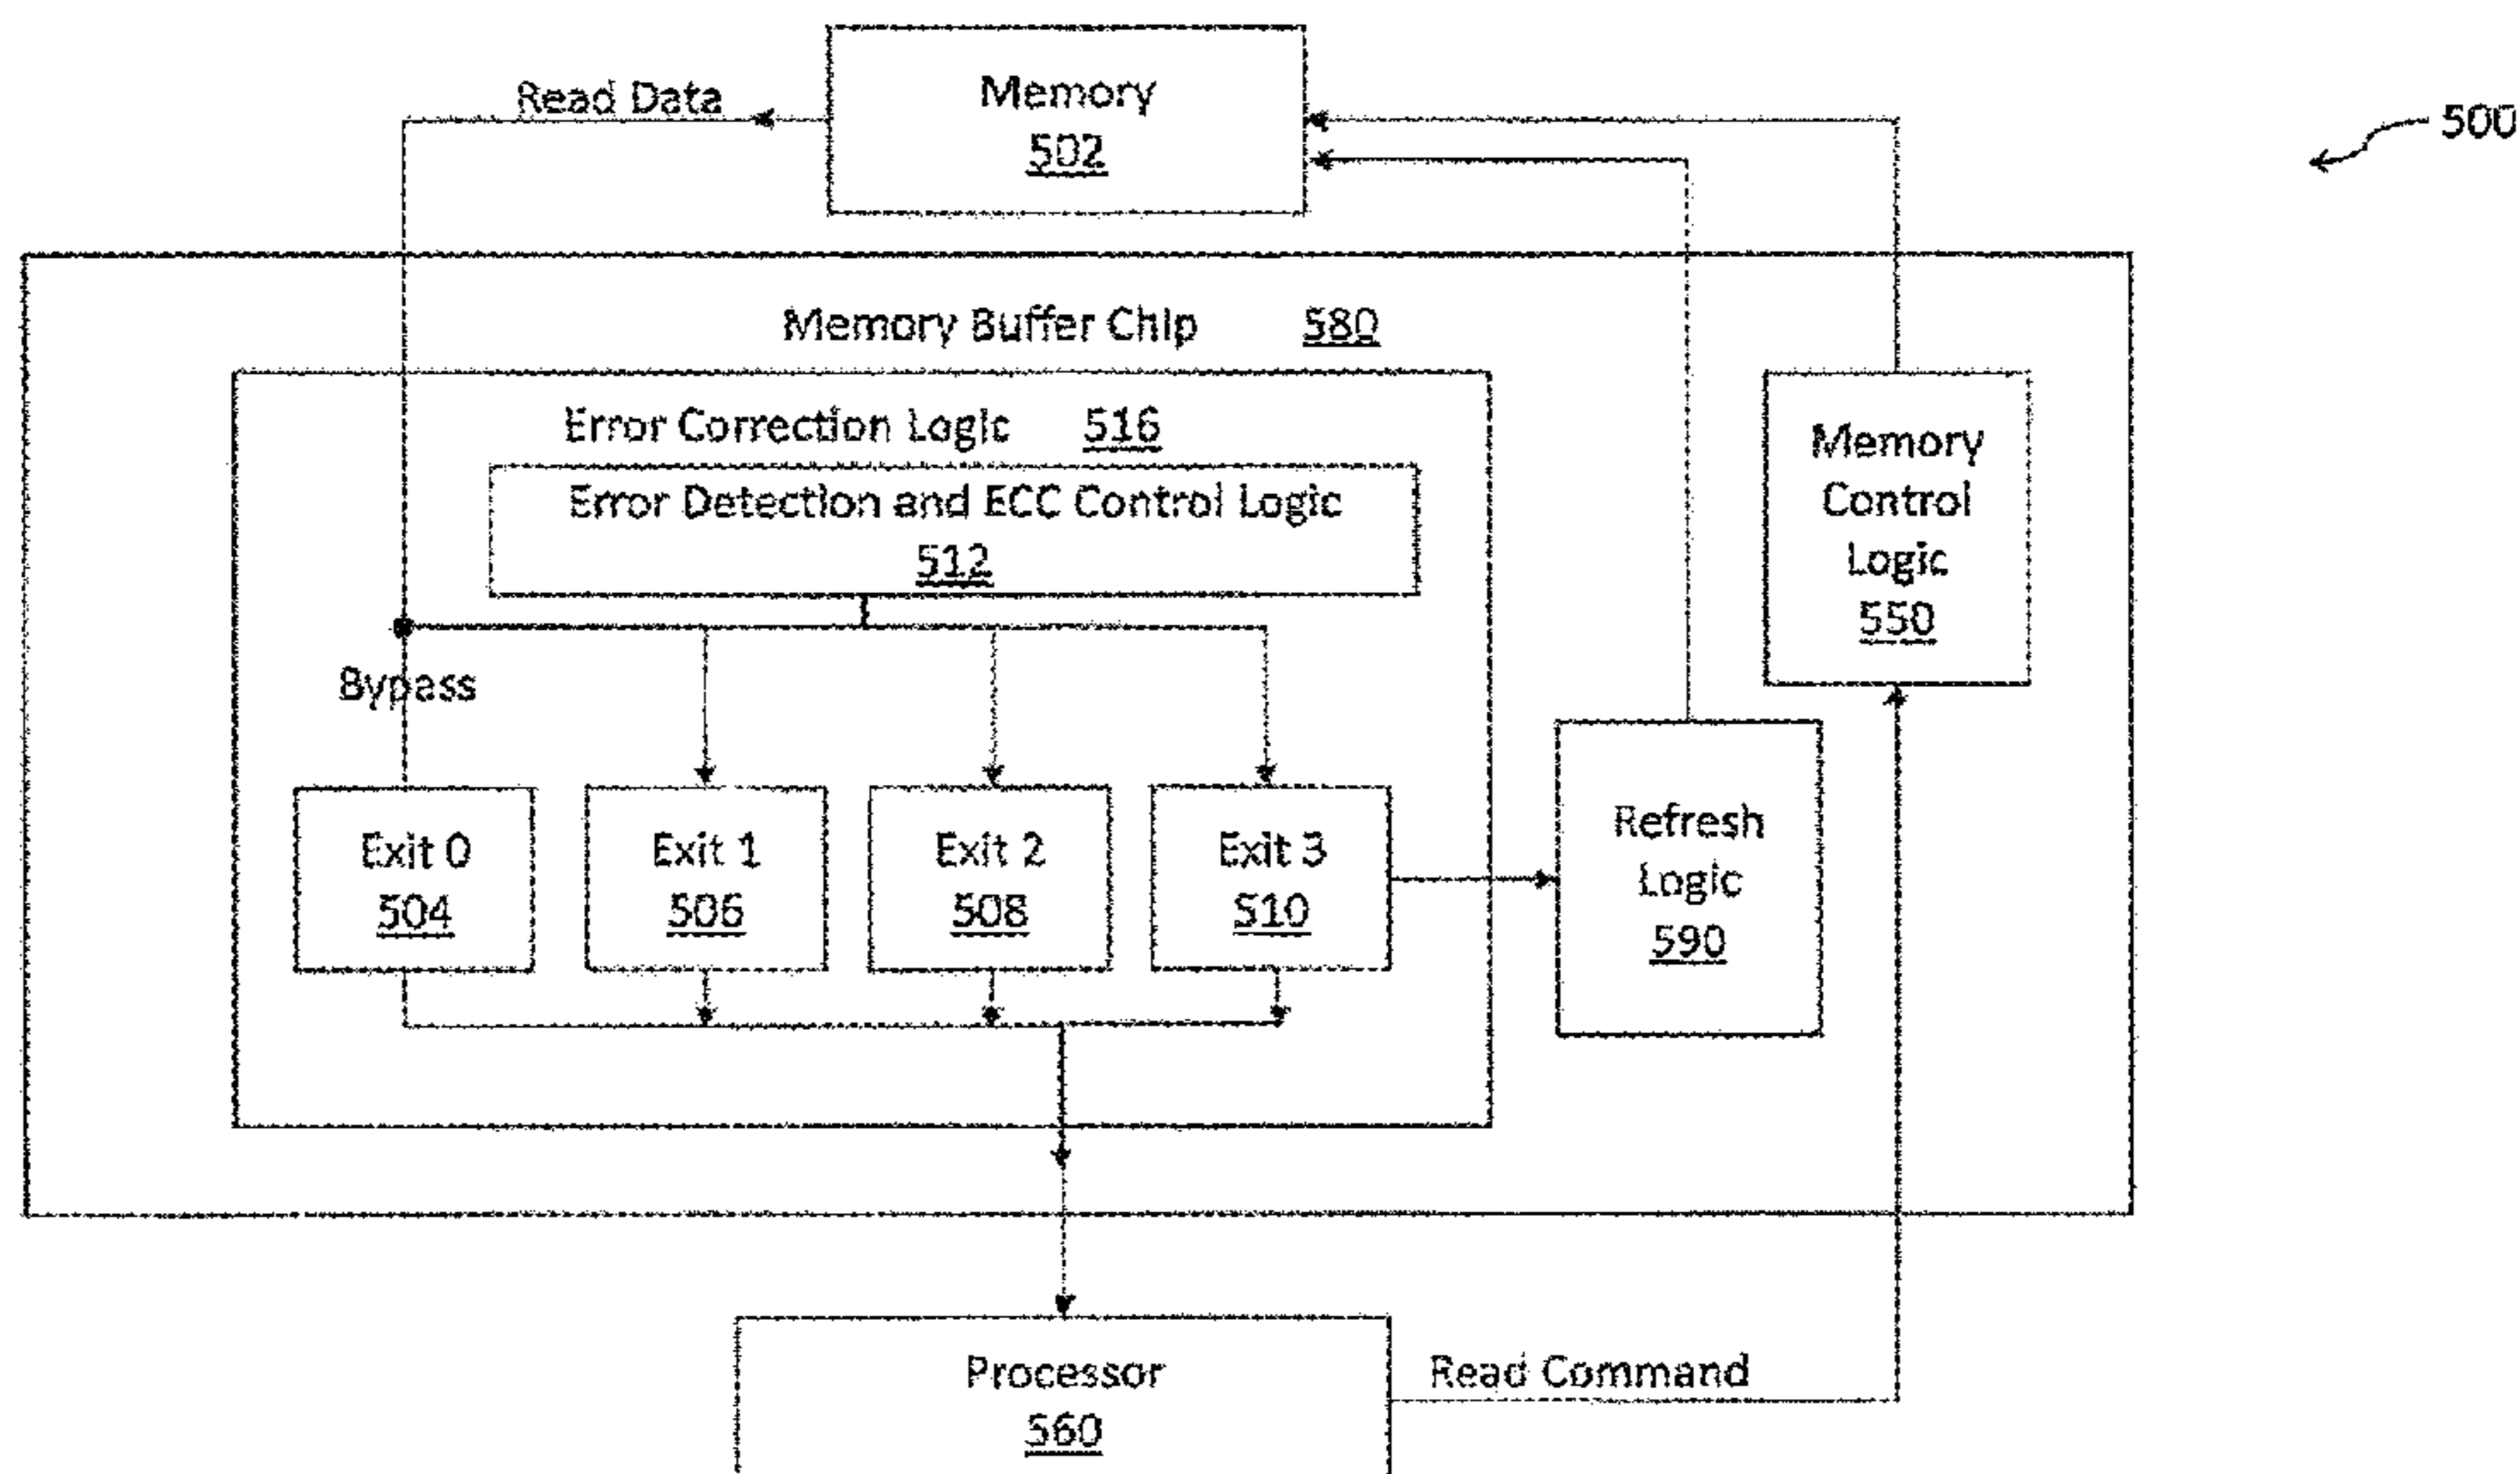 Read Data
Memory
502
500
Memory Buffer Chip 580
Error Correction Logic 516
Error Detection and ECC Control Logic
512
Memory
Control
Logic
550
Bypass
Exit 0
504
Exit 1
506
Exit 2
508
Exit 3
510
Refresh
Logic
590
Processor
560
Read Command